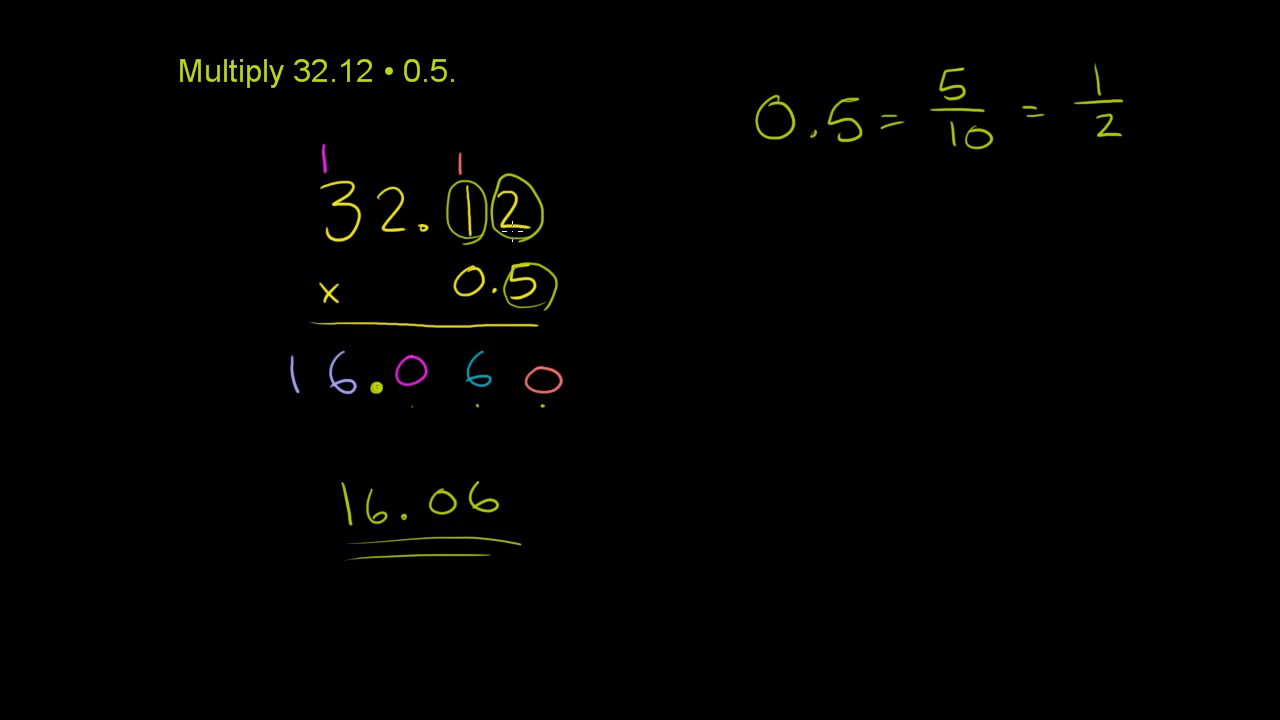 Multiply 32.12 • 0.5.
0.5 = 5/10 = 1/2
1 1
32.12
x 0.5
16.060
16.06